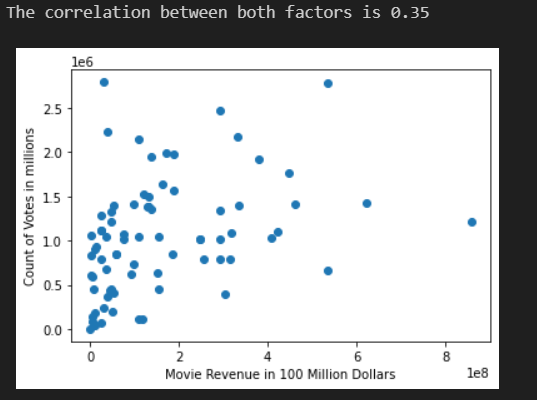 The correlation between both factors is 0.35
1e6
2.5
2.0
1.5
1.0
0.5
0.0
Count of Votes in millions
0 2 4 6 8
1e8
Movie Revenue in 100 Million Dollars